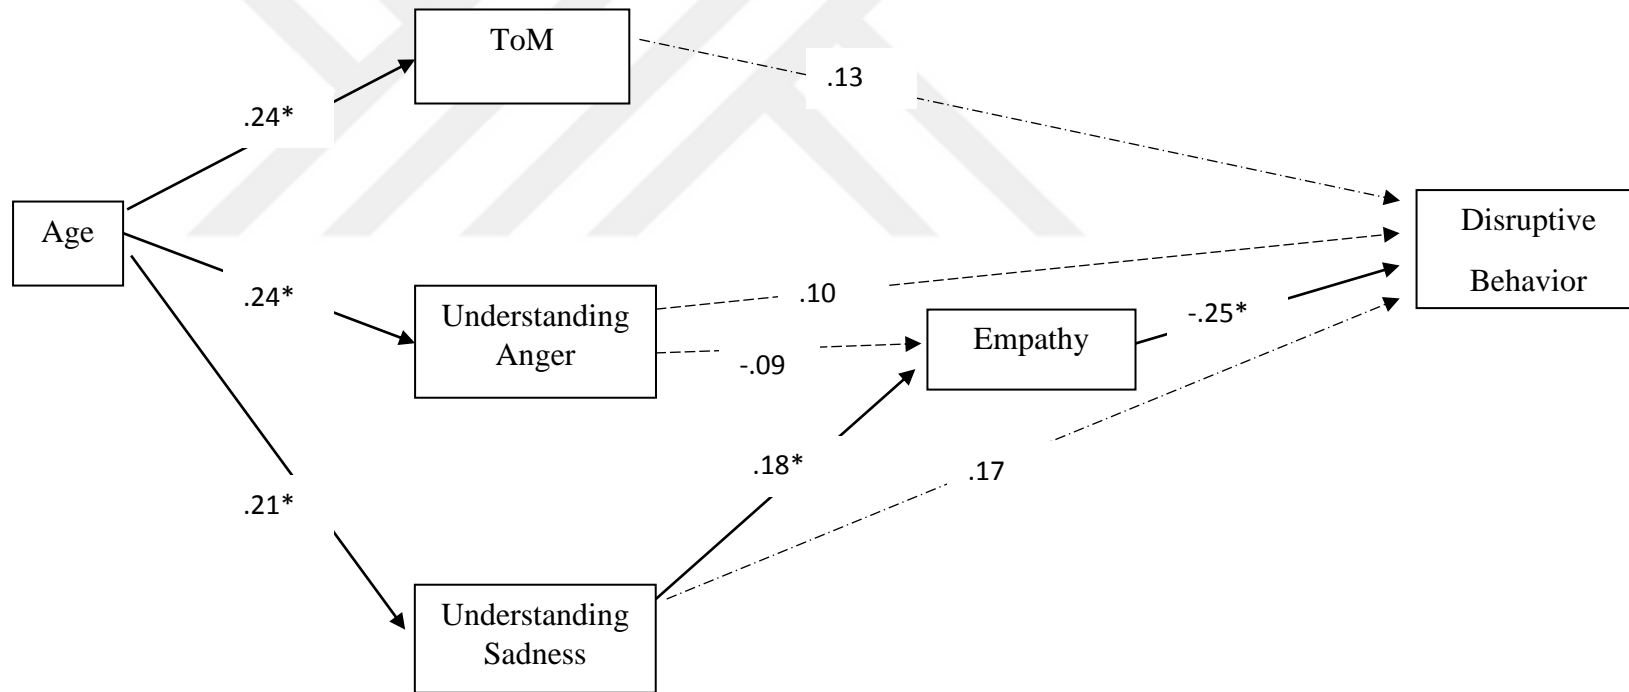 ToM
.13
.24*
Age
Disruptive
Behavior
.24*
.10
Understanding
Anger
-.09
Empathy
-.25*
.18*
.17
.21*
Understanding
Sadness